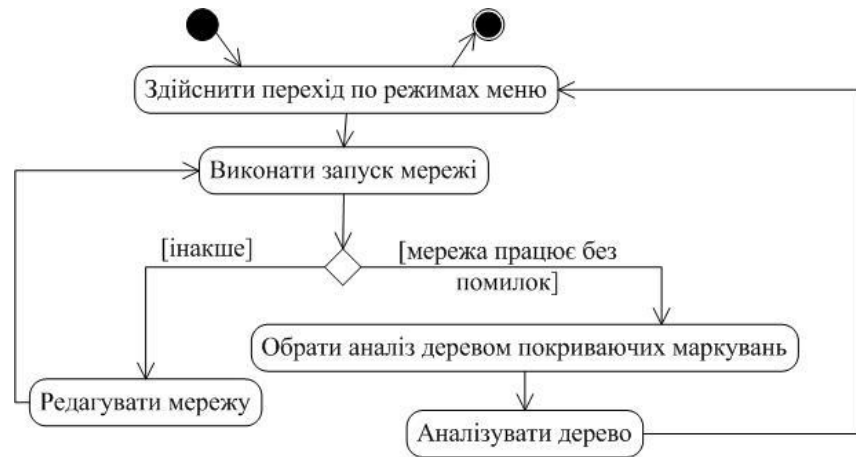 Здійснити перехід по режимах меню
Виконати запуск мережі
[інакше]
[мережа працює без
помилок]
Обрати аналіз деревом покриваючих маркувань
Редагувати мережу
Аналізувати дерево